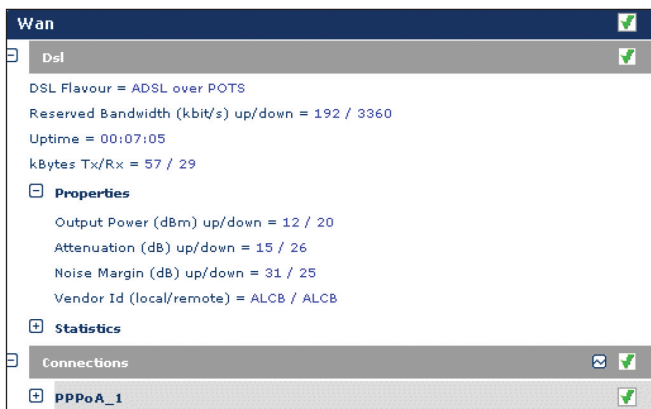 Wan
Dsl
DSL Flavour = ADSL over POTS
Reserved Bandwidth (kbit/s) up/down = 192 / 3360
Uptime = 00:07:05
kBytes Tx/Rx = 57 / 29
Properties
Output Power (dBm) up/down = 12 / 20
Attenuation (dB) up/down = 15 / 26
Noise Margin (dB) up/down = 31 / 25
Vendor Id (local/remote) = ALCB / ALCB
Statistics
Connections
PPPoA_1